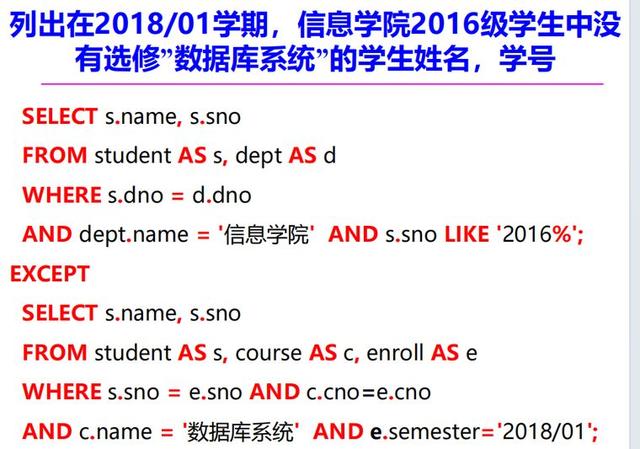 列出在2018/01学期，信息学院2016级学生中没
有选修”数据库系统”的学生姓名，学号
SELECT s.name, s.sno
FROM student AS s, dept AS d
WHERE s.dno = d.dno
AND dept.name = '信息学院' AND s.sno LIKE '2016%';
EXCEPT
SELECT s.name, s.sno
FROM student AS s, course AS c, enroll AS e
WHERE s.sno = e.sno AND c.cno=e.cno
AND c.name = '数据库系统' AND e.semester='2018/01';